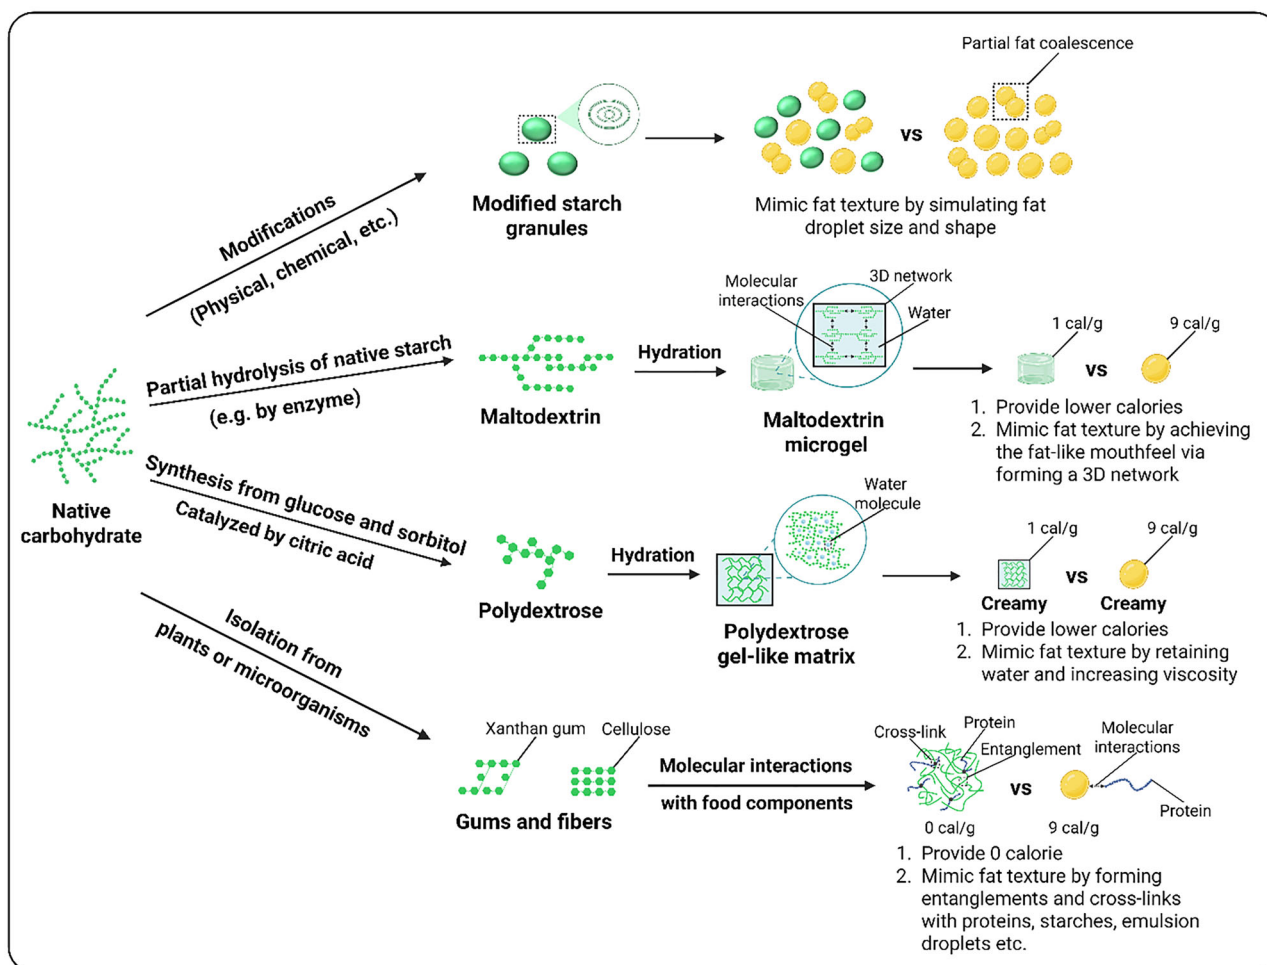 Partial fat coalescence
vs
Modified starch
granules
Mimic fat texture by simulating fat
droplet size and shape
Modifications
(Physical, chemical, etc.)
Molecular
interactions
3D network
Water
1 cal/g
9 cal/g
Partial hydrolysis of native starch
(e.g. by enzyme)
Maltodextrin
Hydration
Maltodextrin
microgel
vs
1. Provide lower calories
2. Mimic fat texture by achieving
the fat-like mouthfeel via
forming a 3D network
Native
carbohydrate
Synthesis from glucose and sorbitol
Catalyzed by citric acid
Polydextrose
Hydration
Water
molecule
Polydextrose
gel-like matrix
1 cal/g
9 cal/g
vs
Creamy
Creamy
1. Provide lower calories
2. Mimic fat texture by retaining
water and increasing viscosity
Isolation from
plants or microorganisms
Xanthan gum
Cellulose
Gums and fibers
Molecular interactions
with food components
Cross-link
Protein
Entanglement
Molecular
interactions
vs
Protein
0 cal/g
9 cal/g
1. Provide 0 calorie
2. Mimic fat texture by forming
entanglements and cross-links
with proteins, starches, emulsion
droplets etc.